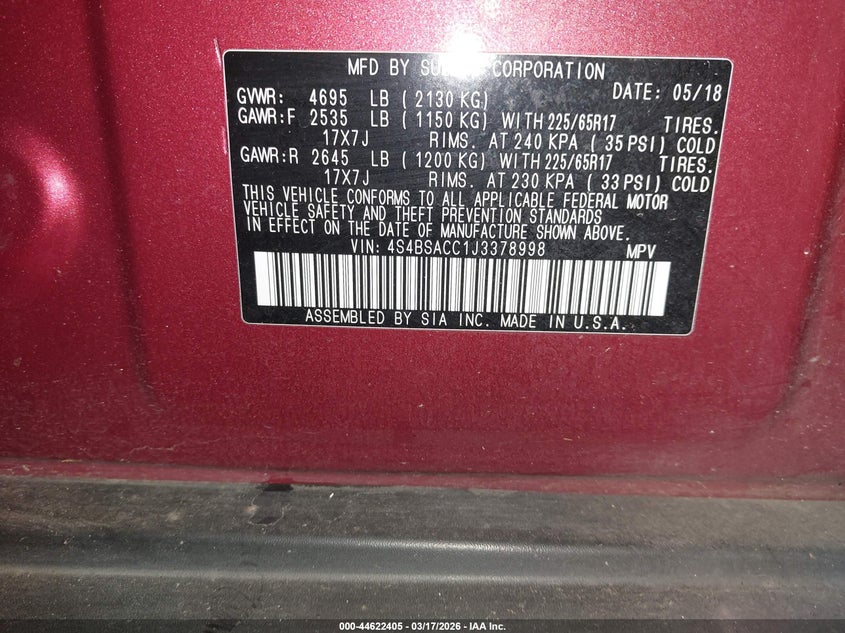 MFD BY CORPORATION
DATE: 05/18
GVWR: 4695 LB ( 2130 KG)
GAWR:F 2535 LB ( 1150 KG) WITH 225/65R17 TIRES.
17X7J RIMS. AT 240 KPA ( 35 PSI) COLD
GAWR:R 2645 LB ( 1200 KG) WITH 225/65R17 TIRES.
17X7J RIMS. AT 230 KPA ( 33 PSI) COLD
THIS VEHICLE CONFORMS TO ALL APPLICABLE FEDERAL MOTOR
VEHICLE SAFETY AND THEFT PREVENTION STANDARDS
IN EFFECT ON THE DATE OF MANUFACTURE SHOWN ABOVE.
VIN: 4S4BSACC1J3378998 MPV
ASSEMBLED BY SIA INC. MADE IN U.S.A.
000-44622405 - 03/17/2026 - IAA Inc.